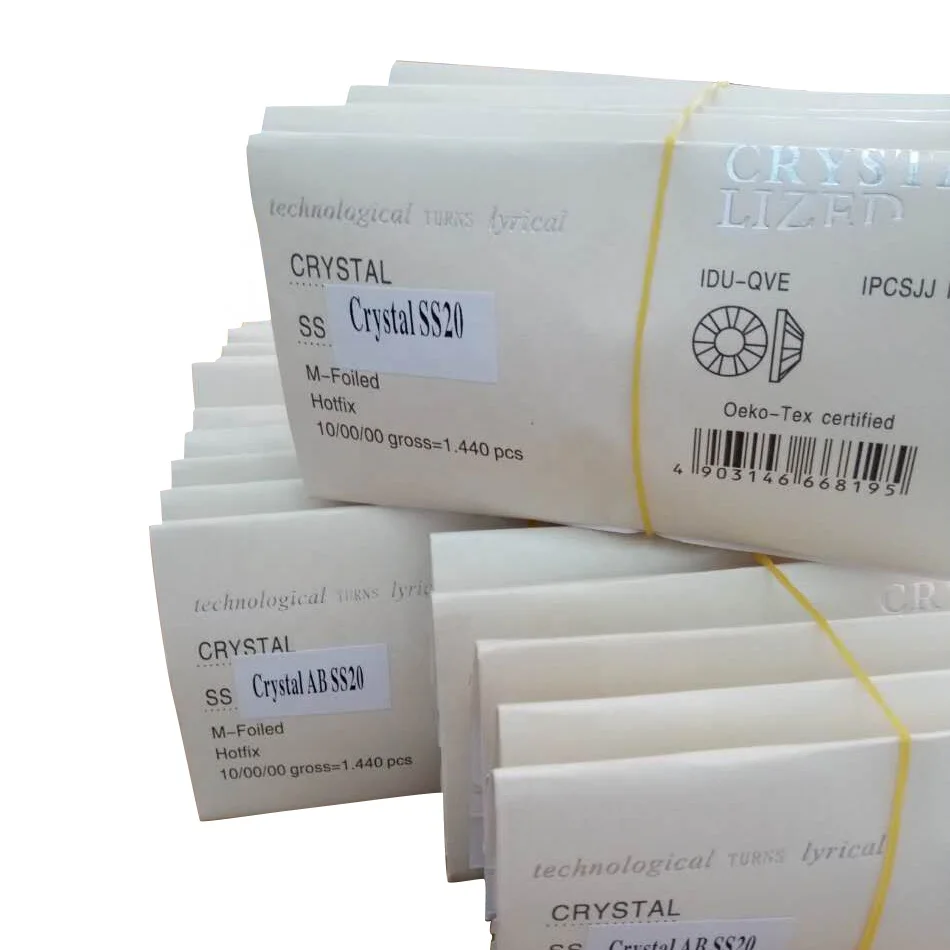 technological TURNS lyrical
CRYSTAL
SS
Crystal SS20
M-Foiled
Hotfix
10/00/00 gross=1.440 pcs
CRYST
LIZED
IDU-QVE
IPCSJJ
Oeko-Tex certified
4 903146 668195
technological TURNS lyric
CRYSTAL
SS
Crystal AB SS20
M-Foiled
Hotfix
10/00/00 gross=1.440 pcs
CR
technological TURNS lyrical
CRYSTAL
SS
Crystal AB SS20